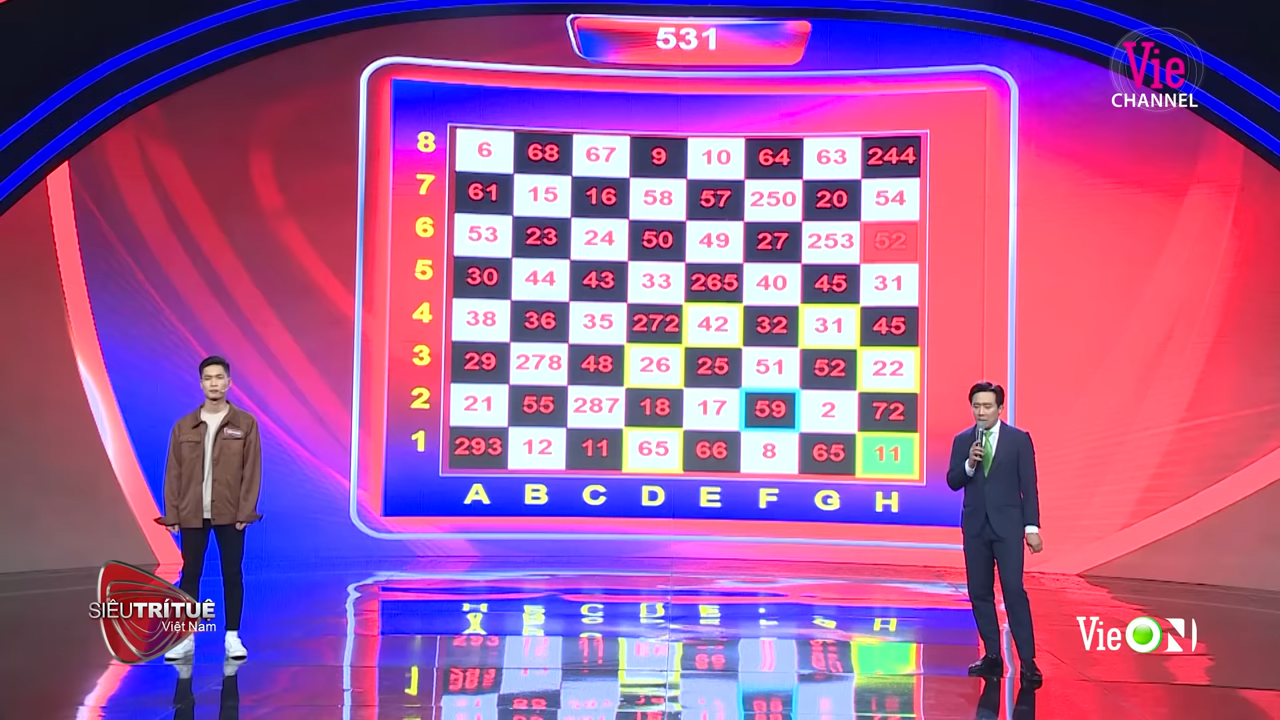 531
Vie
CHANNEL
8 6 68 67 9 10 64 63 244
7 61 15 16 58 57 250 20 54
6 53 23 24 50 49 27 253 52
5 30 44 43 33 265 40 45 31
4 38 36 35 272 42 32 31 45
3 29 278 48 26 25 51 52 22
2 21 55 287 18 17 59 2 72
1 293 12 11 65 66 8 65 11
A B C D E F G H
SIÊUTRÍTUỆ
Việt Nam
VieON